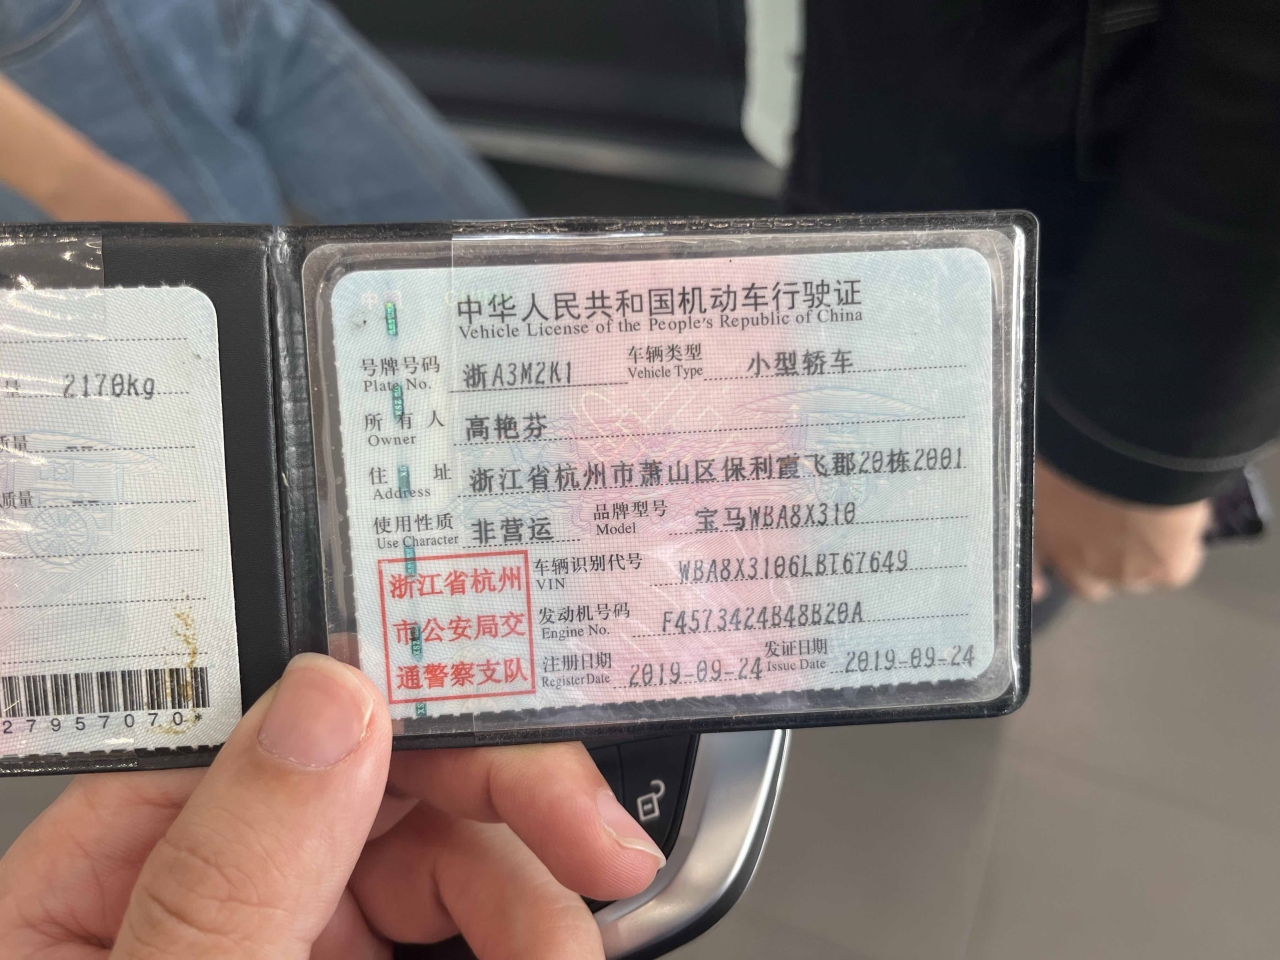 量 2170kg
质量 --
质量 --
27957070*
中华人民共和国机动车行驶证
Vehicle License of the People's Republic of China
号牌号码 浙A3M2K1 车辆类型 小型轿车
Plate No. Vehicle Type
所有人 高艳芬
Owner
住址 浙江省杭州市萧山区保利霞飞郡20栋2001
Address
使用性质 非营运 品牌型号 宝马WBA8X310
Use Character Model
浙江省杭州
市公安局交
通警察支队
车辆识别代号 WBA8X3106LBT67649
VIN
发动机号码 F4573424B48B20A
Engine No.
注册日期 2019-09-24 发证日期 2019-09-24
Register Date Issue Date